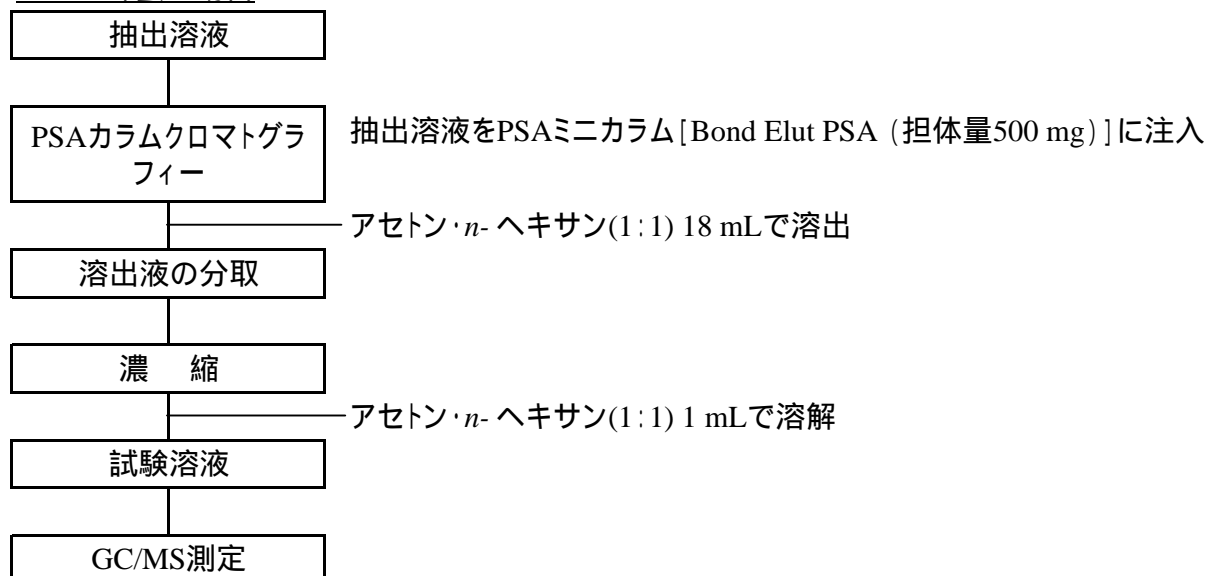 抽出溶液
PSAカラムクロマトグラ
フィー
抽出溶液をPSAミニカラム[Bond Elut PSA (担体量500 mg)]に注入
アセトン・n- ヘキサン(1:1) 18 mLで溶出
溶出液の分取
濃 縮
アセトン・n- ヘキサン(1:1) 1 mLで溶解
試験溶液
GC/MS測定